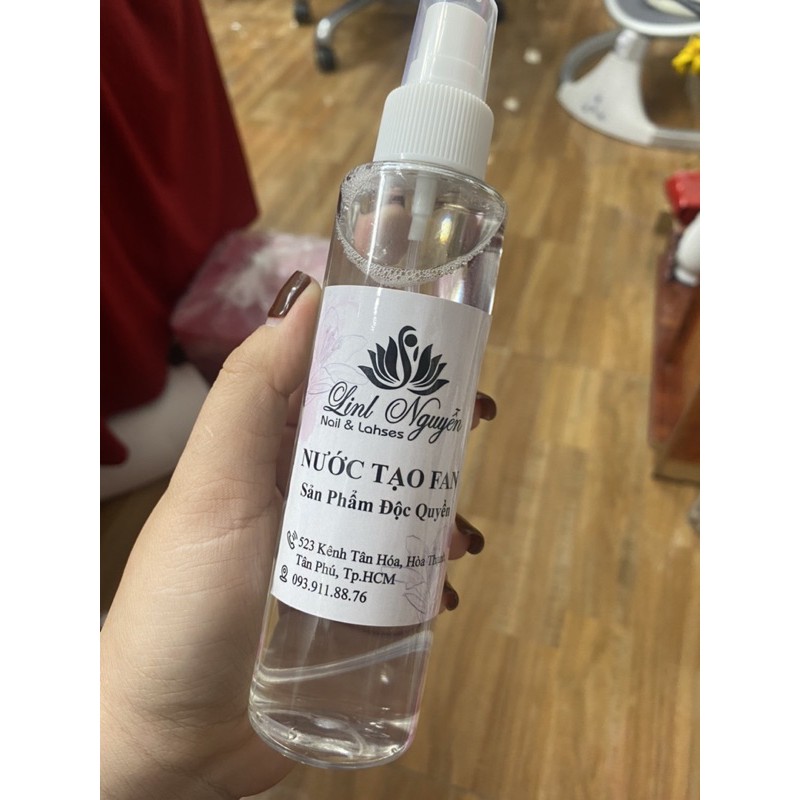 Linl Nguyễn
Nail & Lahses
NƯỚC TẠO FAN
Sản Phẩm Độc Quyền
523 Kênh Tân Hóa, Hòa
Tân Phú, Tp.HCM
093.911.88.76